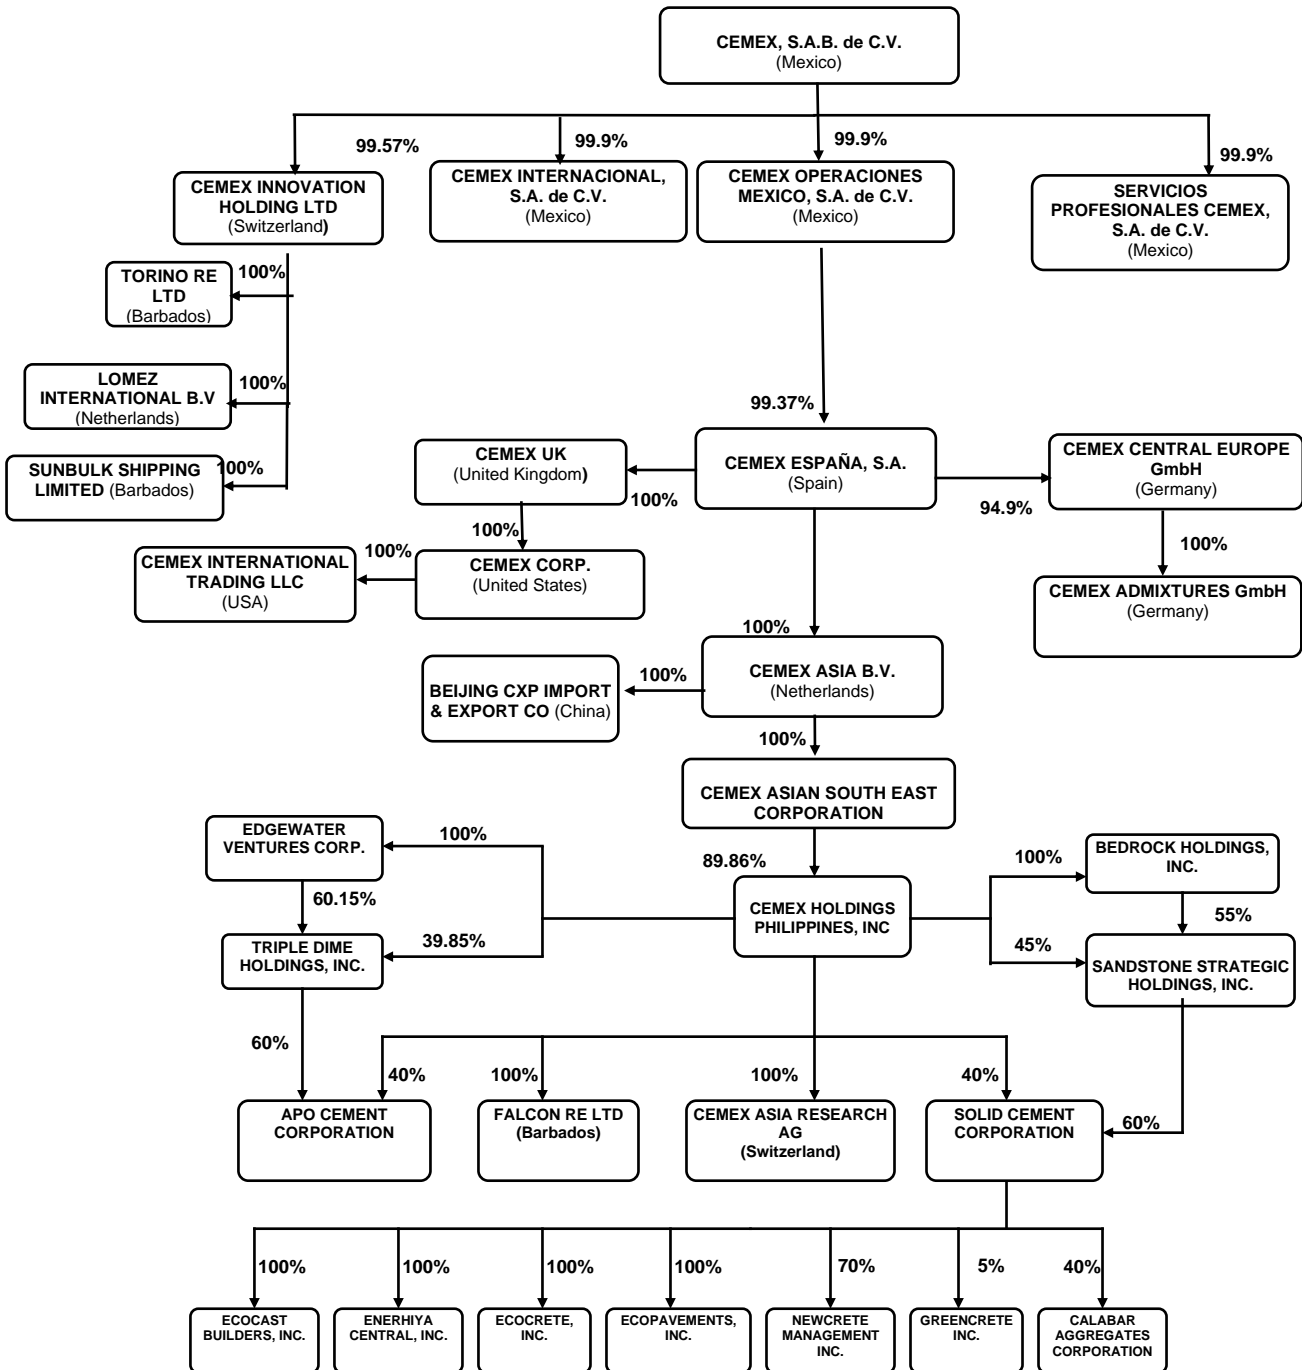 CEMEX, S.A.B. de C.V.
(Mexico)
99.57%
99.9%
99.9%
99.9%
CEMEX INNOVATION
HOLDING LTD
(Switzerland)
CEMEX INTERNACIONAL,
S.A. de C.V.
(Mexico)
CEMEX OPERACIONES
MEXICO, S.A. de C.V.
(Mexico)
SERVICIOS
PROFESIONALES CEMEX,
S.A. de C.V.
(Mexico)
TORINO RE
LTD
(Barbados)
100%
LOMEZ
INTERNATIONAL B.V
(Netherlands)
100%
SUNBULK SHIPPING
LIMITED (Barbados)
100%
99.37%
CEMEX UK
(United Kingdom)
100%
CEMEX ESPAÑA, S.A.
(Spain)
94.9%
CEMEX CENTRAL EUROPE
GmbH
(Germany)
100%
100%
CEMEX INTERNATIONAL
TRADING LLC
(USA)
100%
CEMEX CORP.
(United States)
CEMEX ADMIXTURES GmbH
(Germany)
100%
BEIJING CXP IMPORT
& EXPORT CO (China)
100%
CEMEX ASIA B.V.
(Netherlands)
100%
CEMEX ASIAN SOUTH EAST
CORPORATION
89.86%
EDGEWATER
VENTURES CORP.
100%
100%
BEDROCK HOLDINGS,
INC.
60.15%
CEMEX HOLDINGS
PHILIPPINES, INC
55%
TRIPLE DIME
HOLDINGS, INC.
39.85%
45%
SANDSTONE STRATEGIC
HOLDINGS, INC.
60%
40%
100%
100%
40%
60%
APO CEMENT
CORPORATION
FALCON RE LTD
(Barbados)
CEMEX ASIA RESEARCH
AG
(Switzerland)
SOLID CEMENT
CORPORATION
100%
100%
100%
100%
70%
5%
40%
ECOCAST
BUILDERS, INC.
ENERHIYA
CENTRAL, INC.
ECOCRETE,
INC.
ECOPAVEMENTS,
INC.
NEWCRETE
MANAGEMENT
INC.
GREENCRETE
INC.
CALABAR
AGGREGATES
CORPORATION